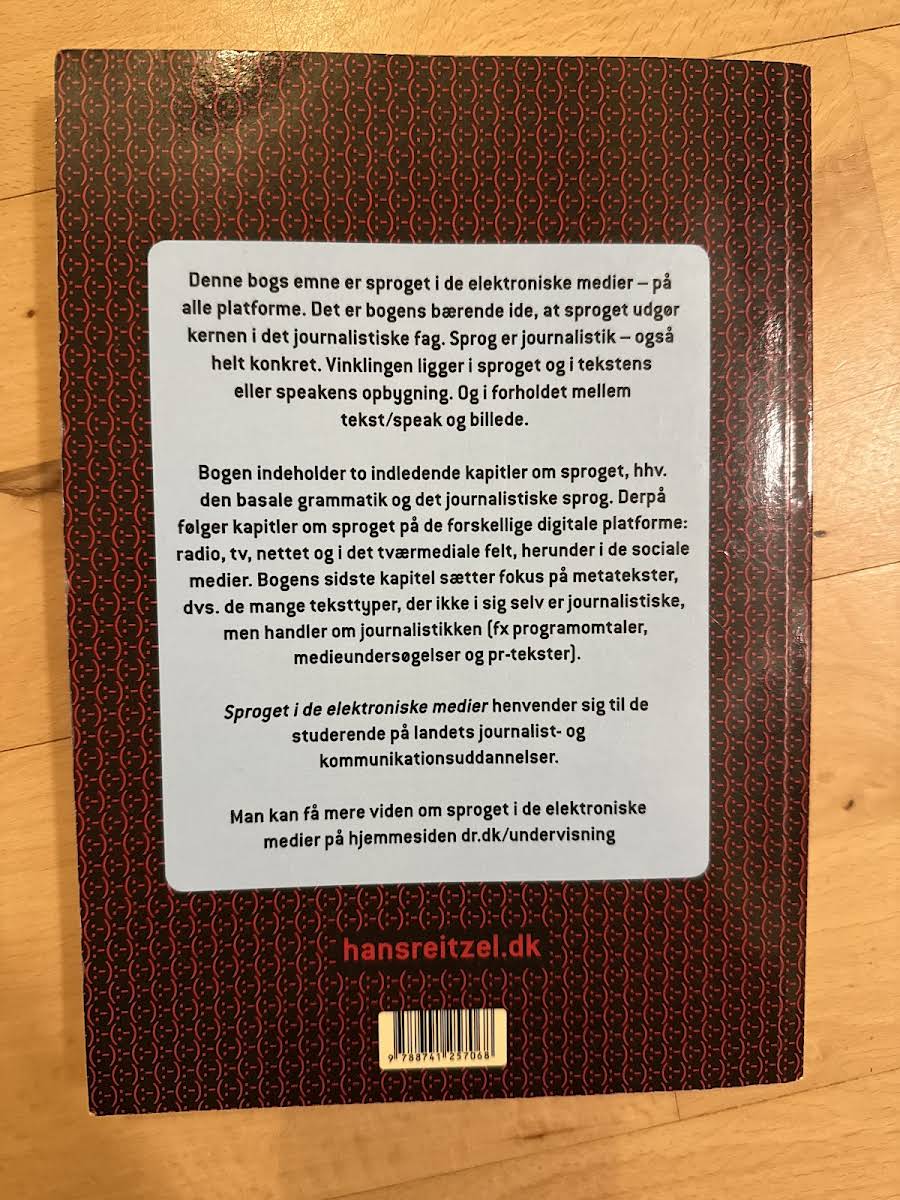 Denne bogs emne er sproget i de elektroniske medier – på
alle platforme. Det er bogens bærende ide, at sproget udgør
kernen i det journalistiske fag. Sprog er journalistik – også
helt konkret. Vinklingen ligger i sproget og i tekstens
eller speakens opbygning. Og i forholdet mellem
tekst/speak og billede.
Bogen indeholder to indledende kapitler om sproget, hhv.
den basale grammatik og det journalistiske sprog. Derpå
følger kapitler om sproget på de forskellige digitale platforme:
radio, tv, nettet og i det tværmediale felt, herunder i de sociale
medier. Bogens sidste kapitel sætter fokus på metatekster,
dvs. de mange teksttyper, der ikke i sig selv er journalistiske,
men handler om journalistikken (fx programomtaler,
medieundersøgelser og pr-tekster).
Sproget i de elektroniske medier henvender sig til de
studerende på landets journalist- og
kommunikationsuddannelser.
Man kan få mere viden om sproget i de elektroniske
medier på hjemmesiden dr.dk/undervisning
hansreitzel.dk
9 788741 257068